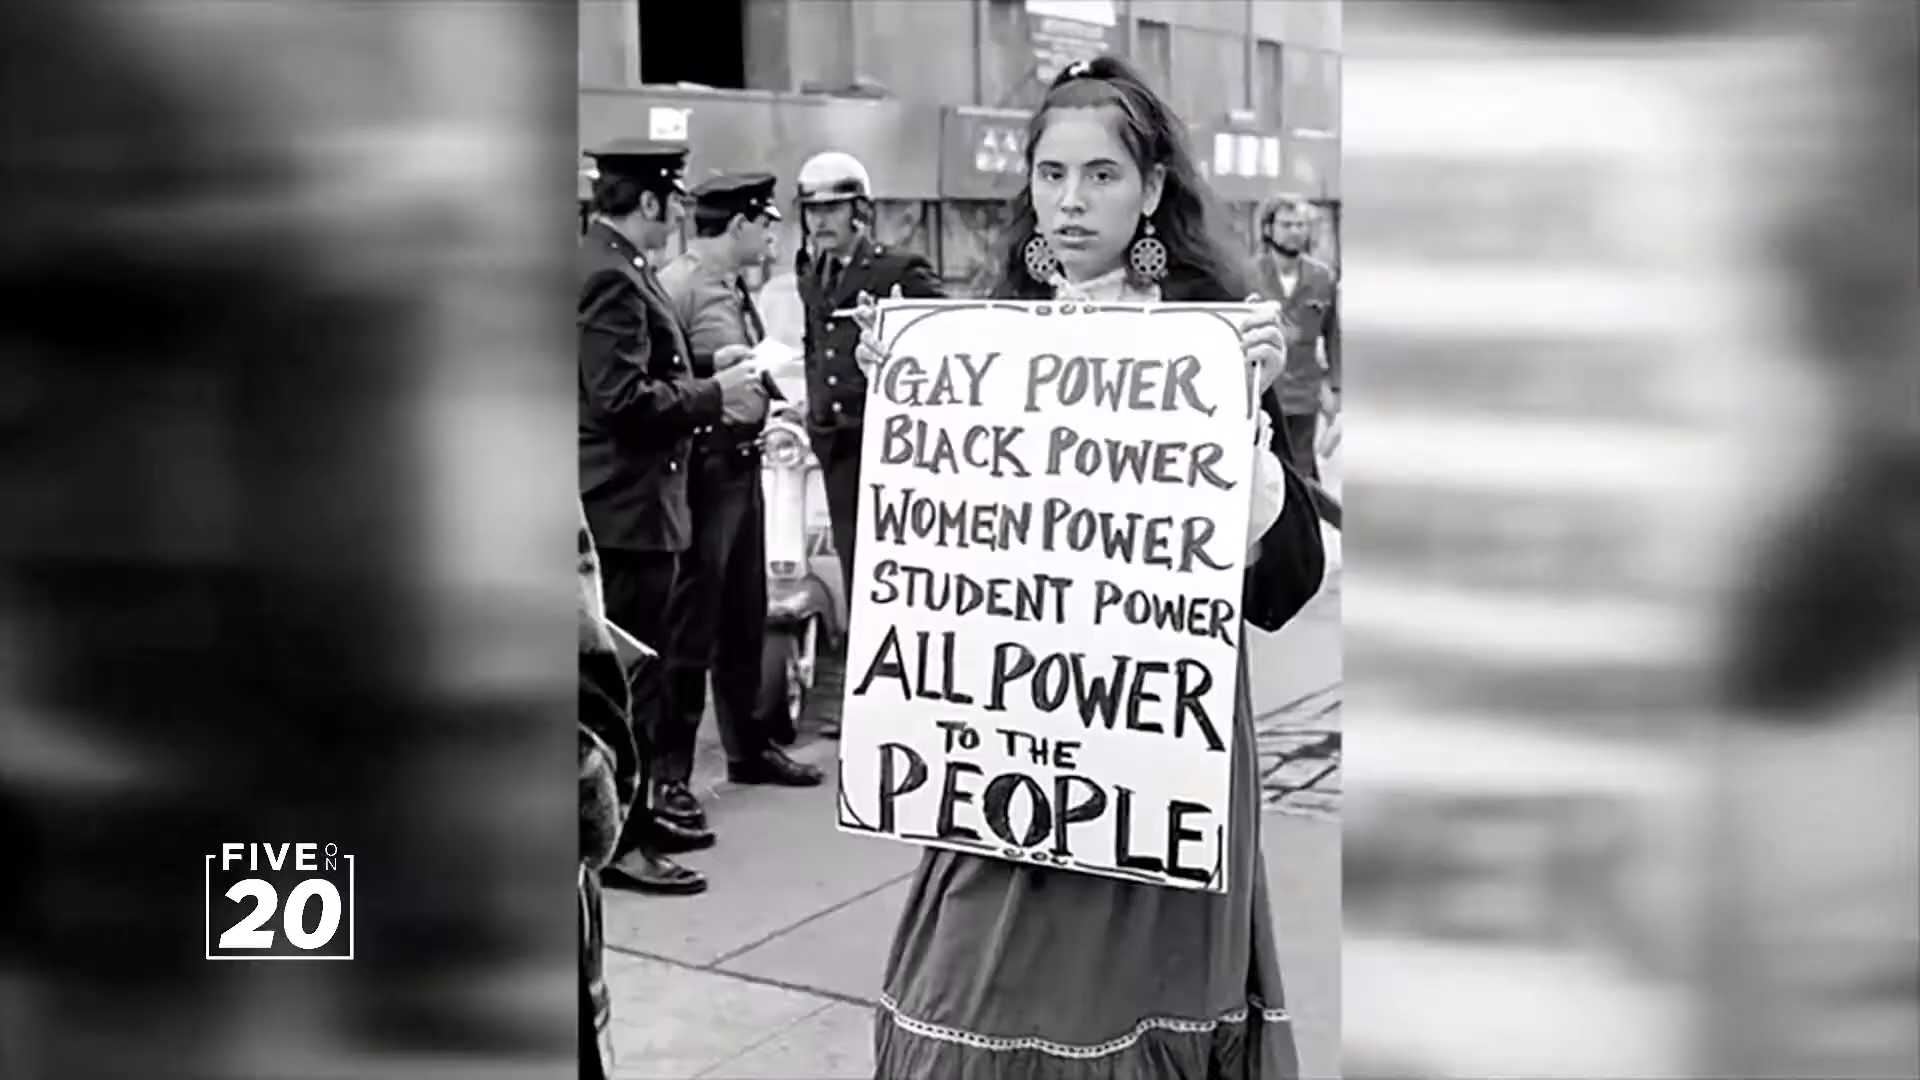 GAY POWER
BLACK POWER
WOMEN POWER
STUDENT POWER
ALL POWER
TO THE
PEOPLE
FIVE ON
20